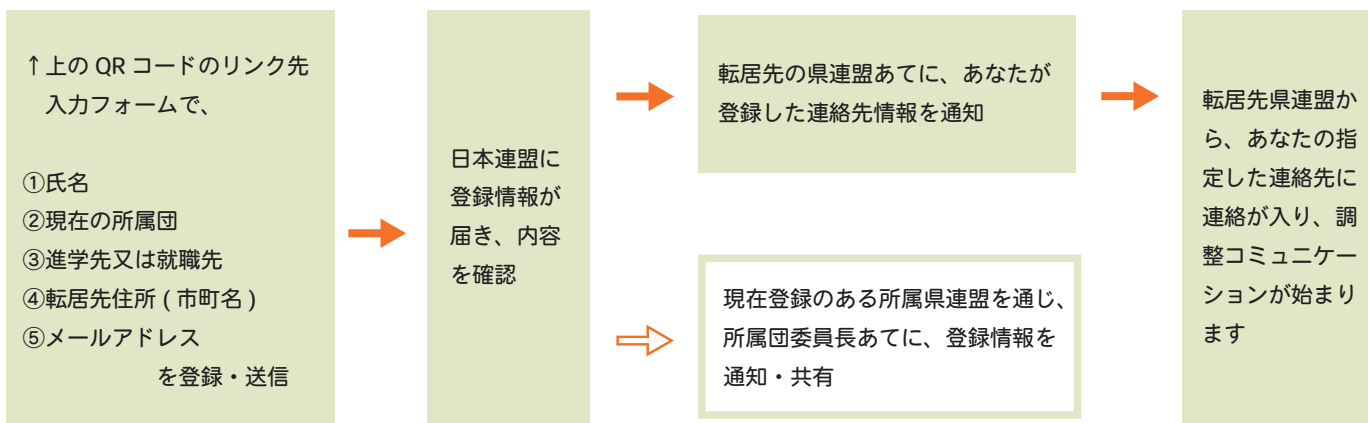 ↑上の QR コードのリンク先
入力フォームで、
①氏名
②現在の所属団
③進学先又は就職先
④転居先住所 ( 市町名 )
⑤メールアドレス
を登録・送信
日本連盟に
登録情報が
届き、内容
を確認
転居先の県連盟あてに、あなたが
登録した連絡先情報を通知
現在登録のある所属県連盟を通じ、
所属団委員長あてに、登録情報を
通知・共有
転居先県連盟か
ら、あなたの指
定した連絡先に
連絡が入り、調
整コミュニケー
ションが始まり
ます